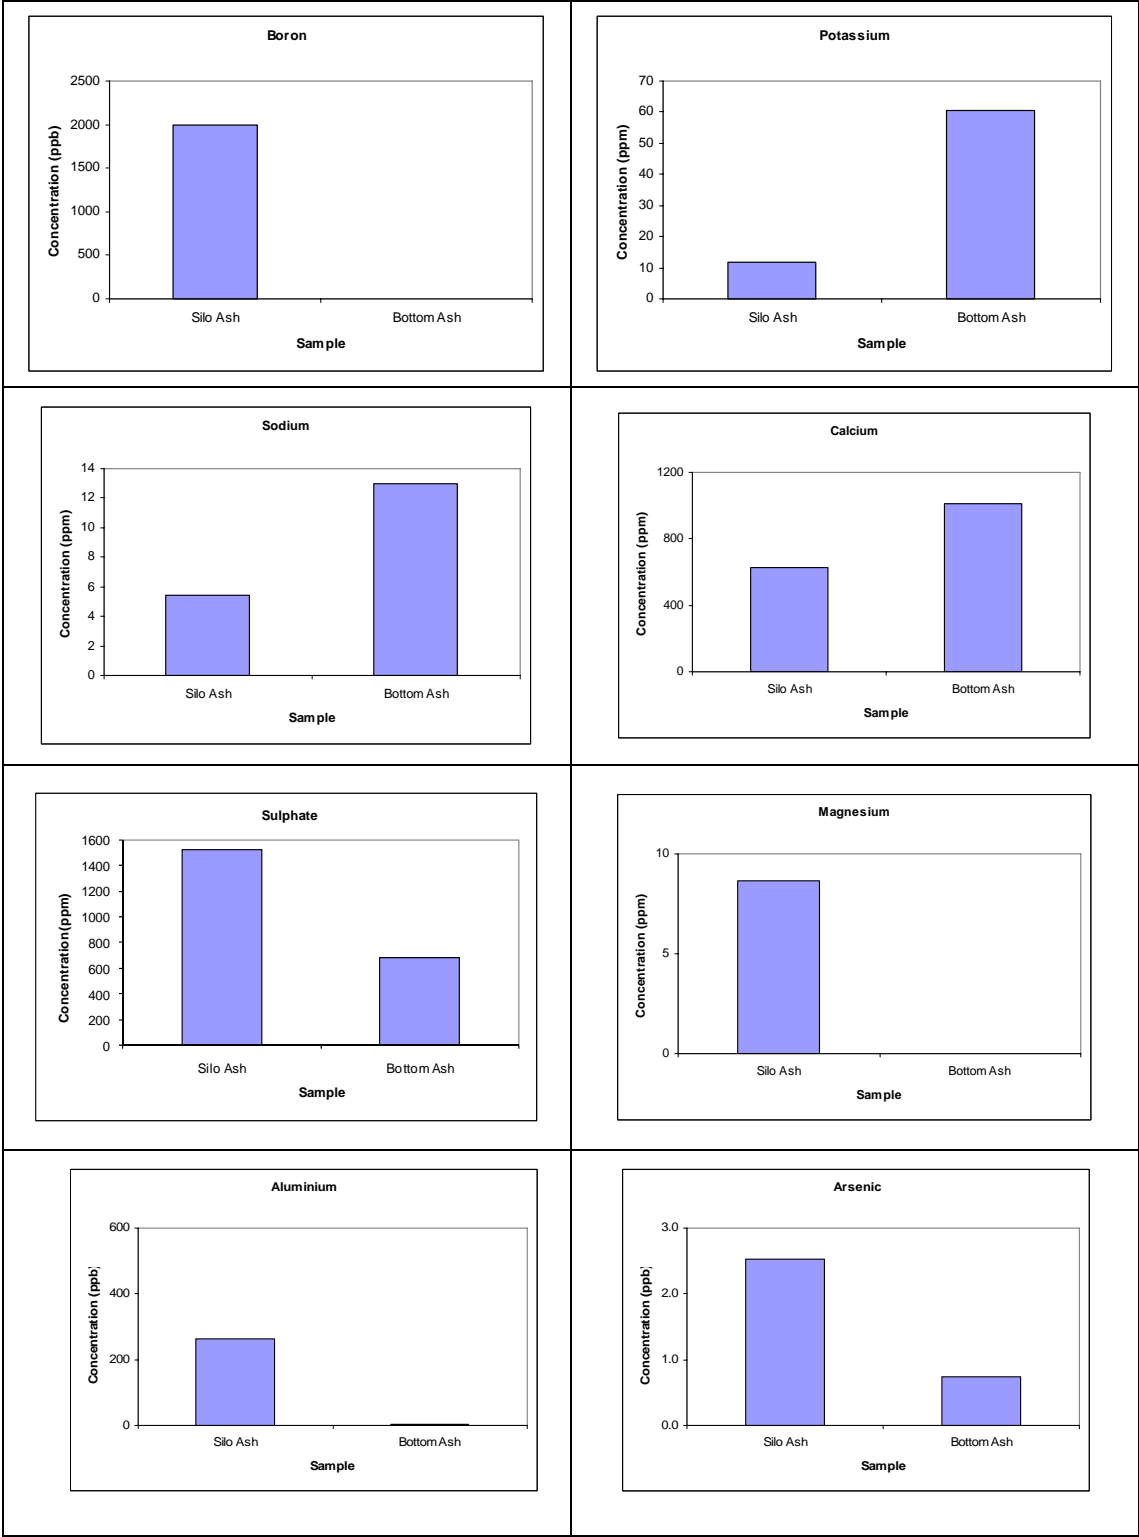 Boron
Concentration (ppb)
2500
2000
1500
1000
500
0
Silo Ash Bottom Ash
Sample
Potassium
Concentration (ppm)
70
60
50
40
30
20
10
0
Silo Ash Bottom Ash
Sample
Sodium
Concentration (ppm)
14
12
10
8
6
4
2
0
Silo Ash Bottom Ash
Sample
Calcium
Concentration (ppm)
1200
800
400
0
Silo Ash Bottom Ash
Sample
Sulphate
Concentration(ppm)
1600
1400
1200
1000
800
600
400
200
0
Silo Ash Bottom Ash
Sample
Magnesium
Concentration (ppm)
10
5
0
Silo Ash Bottom Ash
Sample
Aluminium
Concentration (ppb)
600
400
200
0
Silo Ash Bottom Ash
Sample
Arsenic
Concentration (ppb)
3.0
2.0
1.0
0.0
Silo Ash Bottom Ash
Sample